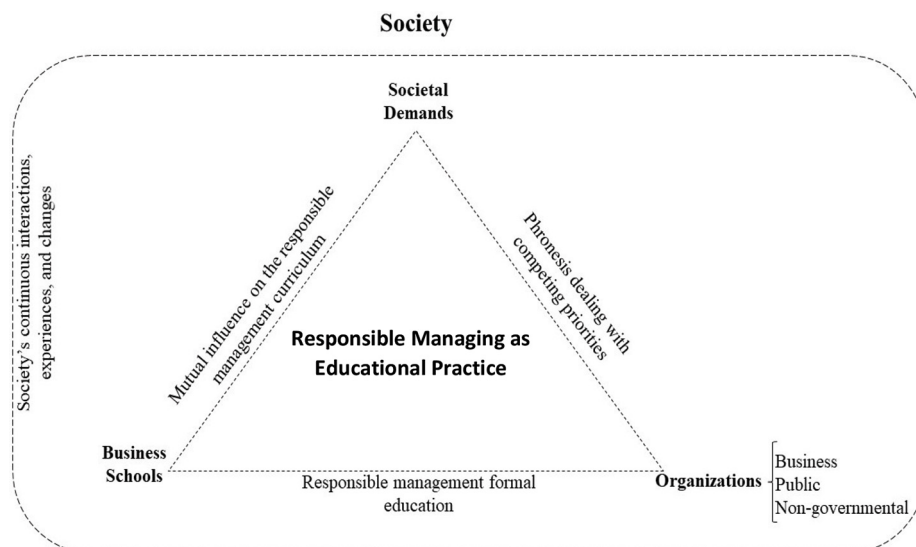 Society
Societal
Demands
Society's continuous interactions,
experiences, and changes
Mutual influence on the responsible
management curriculum
Phronesis dealing with
competing priorities
Responsible Managing as
Educational Practice
Business
Schools
Responsible management formal
education
Organizations
Business
Public
Non-governmental